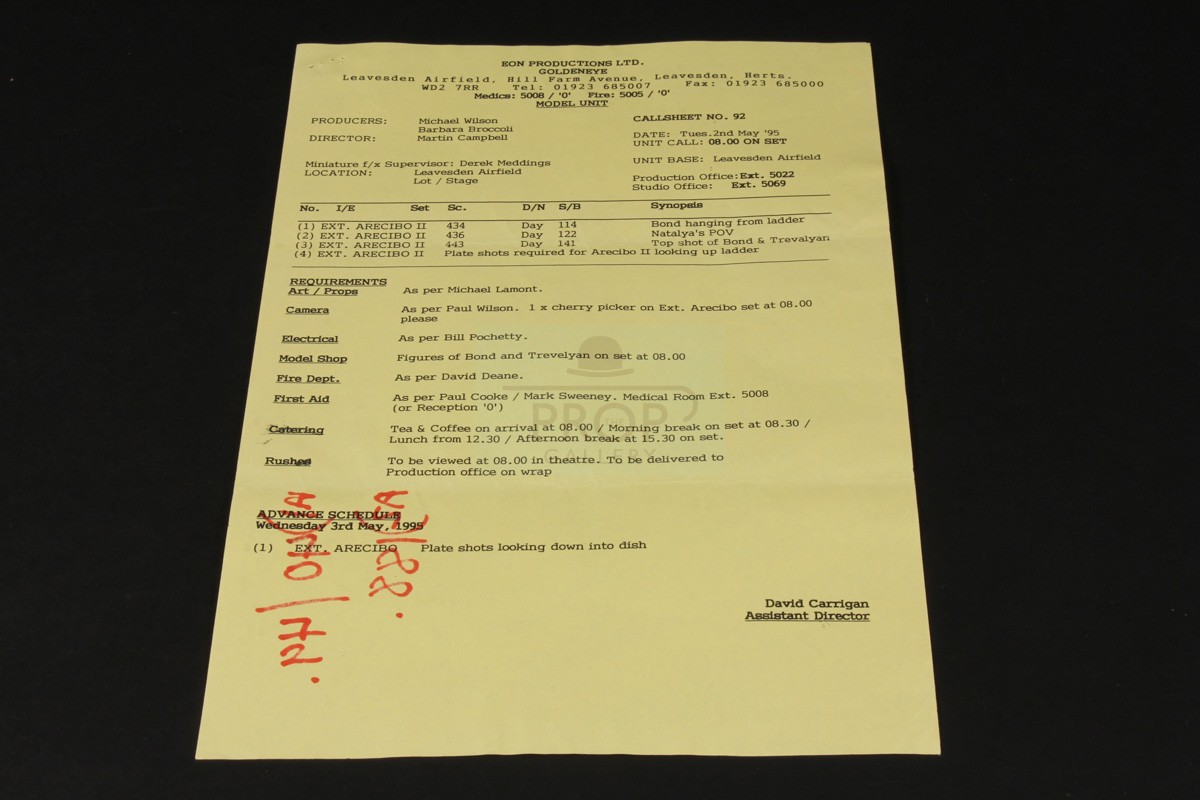 EON PRODUCTIONS LTD.
GOLDENEYE
Leavesden Airfield, Hill Farm Avenue, Leavesden, Herts.
WD2 7RR Tel: 01923 685007 Fax: 01923 685000
Medics: 5008 / '0' Fire: 5005 / '0'
MODEL UNIT
PRODUCERS: Michael Wilson
Barbara Broccoli
DIRECTOR: Martin Campbell
CALLSHEET NO. 92
DATE: Tues.2nd May '95
UNIT CALL: 08.00 ON SET
Miniature f/x Supervisor: Derek Meddings
LOCATION: Leavesden Airfield
Lot / Stage
UNIT BASE: Leavesden Airfield
Production Office: Ext. 5022
Studio Office: Ext. 5069
No. I/E Set Sc. D/N S/B Synopsis
(1) EXT. ARECIBO II 434 Day 114 Bond hanging from ladder
(2) EXT. ARECIBO II 436 Day 122 Natalya's POV
(3) EXT. ARECIBO II 443 Day 141 Top shot of Bond & Trevalyan
(4) EXT. ARECIBO II Plate shots required for Arecibo II looking up ladder
REQUIREMENTS
Art / Props As per Michael Lamont.
Camera As per Paul Wilson. 1 x cherry picker on Ext. Arecibo set at 08.00
please
Electrical As per Bill Pochetty.
Model Shop Figures of Bond and Trevelyan on set at 08.00
Fire Dept. As per David Deane.
First Aid As per Paul Cooke / Mark Sweeney. Medical Room Ext. 5008
(or Reception '0')
Catering Tea & Coffee on arrival at 08.00 / Morning break on set at 08.30 /
Lunch from 12.30 / Afternoon break at 15.30 on set.
Rushes To be viewed at 08.00 in theatre. To be delivered to
Production office on wrap
THE
PROP
GALLERY
ADVANCE SCHEDULE
Wednesday 3rd May, 1995
(1) EXT. ARECIBO Plate shots looking down into dish
David Carrigan
Assistant Director